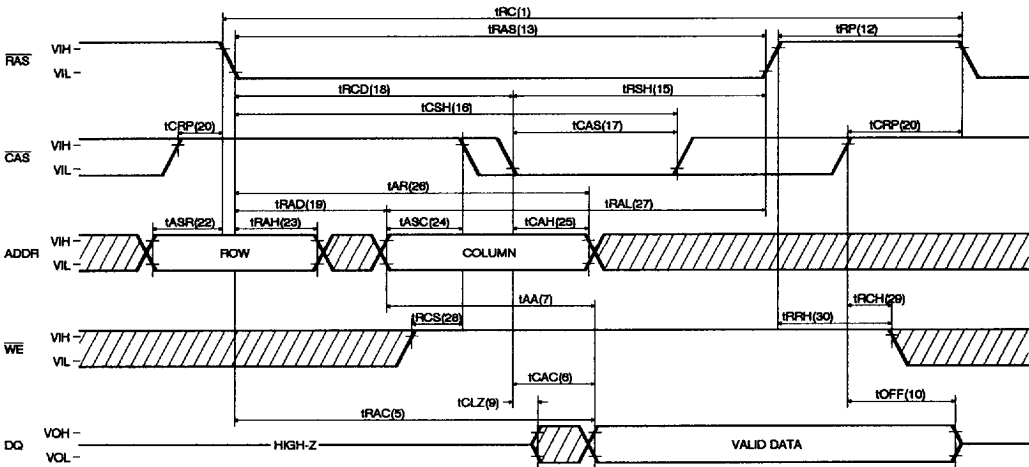 tRC(1)
tRAS(13)
tRP(12)
RAS
VIH
VIL
tRCD(18)
tRSH(15)
tCSH(16)
tCRP(20)
tCAS(17)
tCRP(20)
CAS
VIH
VIL
tAR(26)
tRAD(19)
tRAL(27)
tASR(22)
tRAH(23)
tASC(24)
tCAH(25)
ADDR
VIH
VIL
ROW
COLUMN
tAA(7)
tRCS(28)
tRCH(29)
tRRH(30)
WE
VIH
VIL
tCAC(6)
tCLZ(9)
tOFF(10)
tRAC(5)
DQ
VOH
VOL
HIGH-Z
VALID DATA